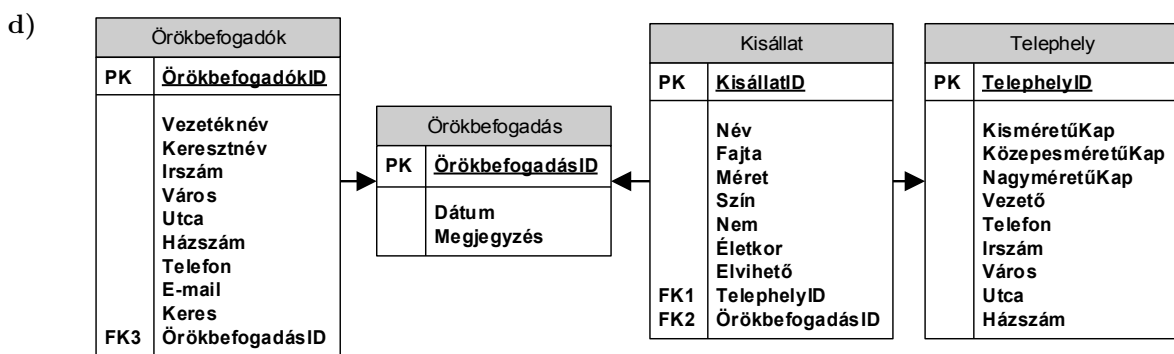 d)
Örökbefogadók
PK ÖrökbefogadókID
Vezetéknév
Keresztnév
Irszám
Város
Utca
Házszám
Telefon
E-mail
Keres
FK3 ÖrökbefogadásID
Örökbefogadás
PK ÖrökbefogadásID
Dátum
Megjegyzés
Kisállat
PK KisállatID
Név
Fajta
Méret
Szín
Nem
Életkor
Elvihető
FK1 TelephelyID
FK2 ÖrökbefogadásID
Telephely
PK TelephelyID
KisméretűKap
KözepesméretűKap
NagyméretűKap
Vezető
Telefon
Irszám
Város
Utca
Házszám